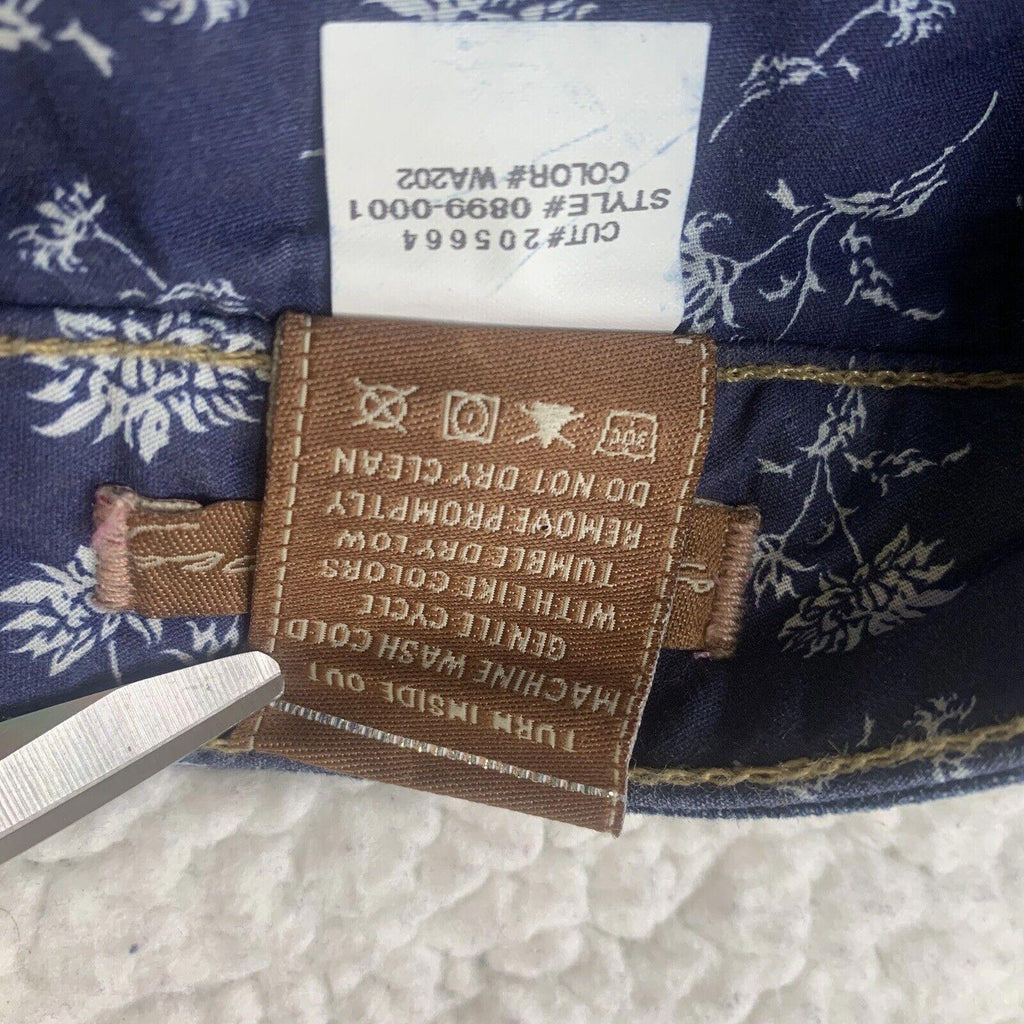 CUT#205664
STYLE# 0899-0001
COLOR# WA202
TURN INSIDE OUT
MACHINE WASH COLD
GENTLE CYCLE
WITH LIKE COLORS
TUMBLE DRY LOW
REMOVE PROMPTLY
DO NOT DRY CLEAN
30C